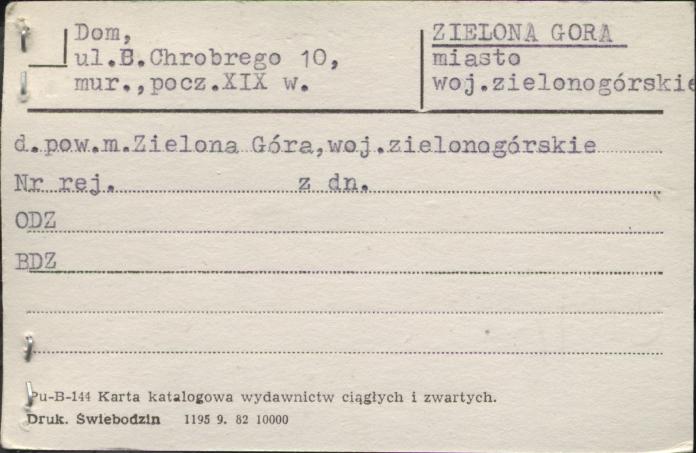 Dom,
ul.B.Chrobrego 10,
mur.,pocz.XIX w.
ZIELONA GORA
miasto
woj.zielonogórskie
d.pow.m.Zielona Góra,woj.zielonogórskie
Nr rej. z dn.
ODZ
BDZ
Pu-B-144 Karta katalogowa wydawnictw ciągłych i zwartych.
Druk. Świebodzin 1195 9. 82 10000